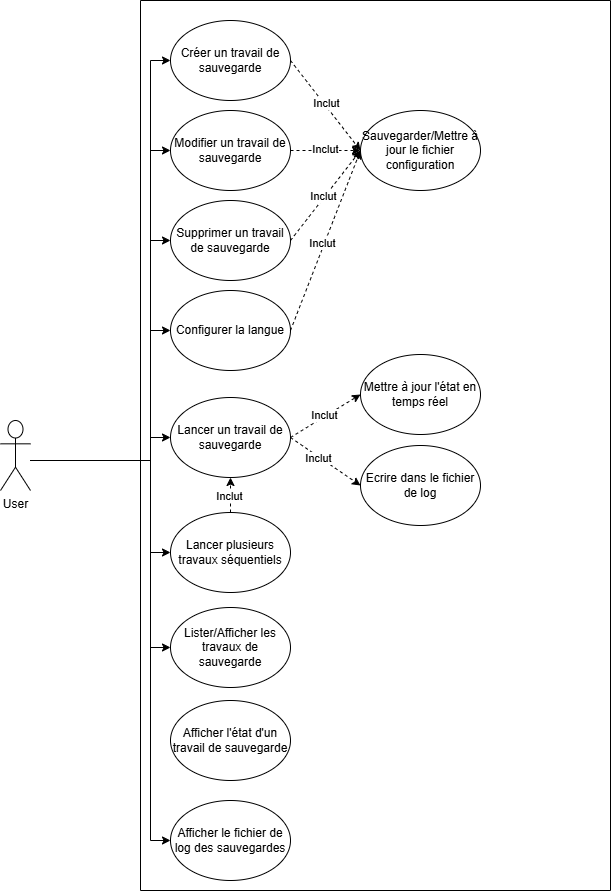 Créer un travail de
sauvegarde
Inclut
Modifier un travail de
sauvegarde
Inclut
Sauvegarder/Mettre à
jour le fichier
configuration
Inclut
Supprimer un travail
de sauvegarde
Inclut
Configurer la langue
Mettre à jour l'état en
temps réel
Lancer un travail de
sauvegarde
Inclut
Inclut
Ecrire dans le fichier
de log
User
Inclut
Lancer plusieurs
travaux séquentiels
Lister/Afficher les
travaux de
sauvegarde
Afficher l'état d'un
travail de sauvegarde
Afficher le fichier de
log des sauvegardes